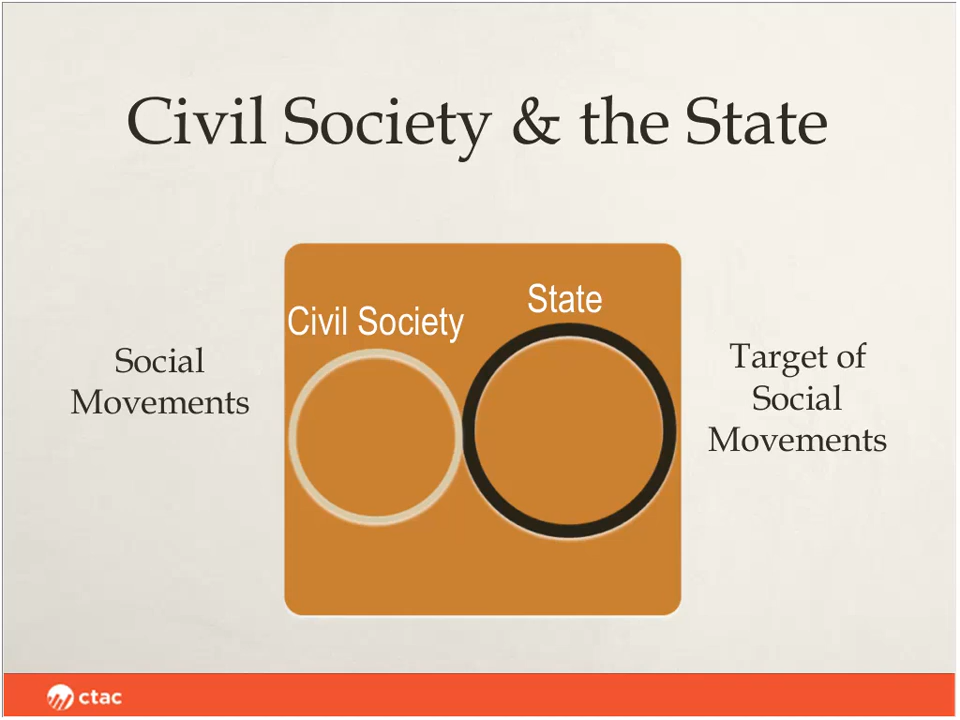 Civil Society & the State
State
Civil Society
Social
Movements
Target of
Social
Movements
ctac